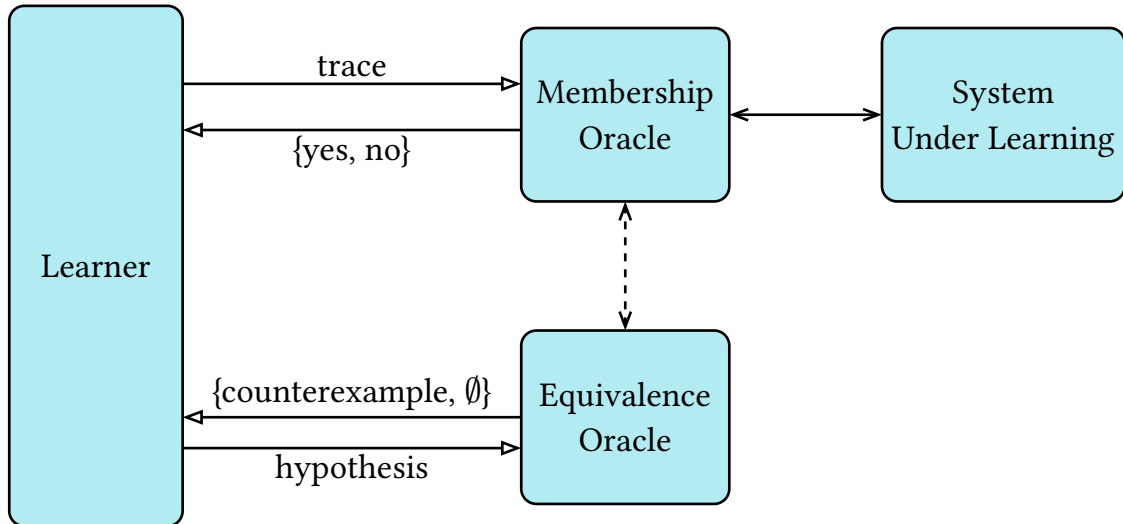 trace
{yes, no}
Membership
Oracle
System
Under Learning
Learner
{counterexample, ∅}
hypothesis
Equivalence
Oracle